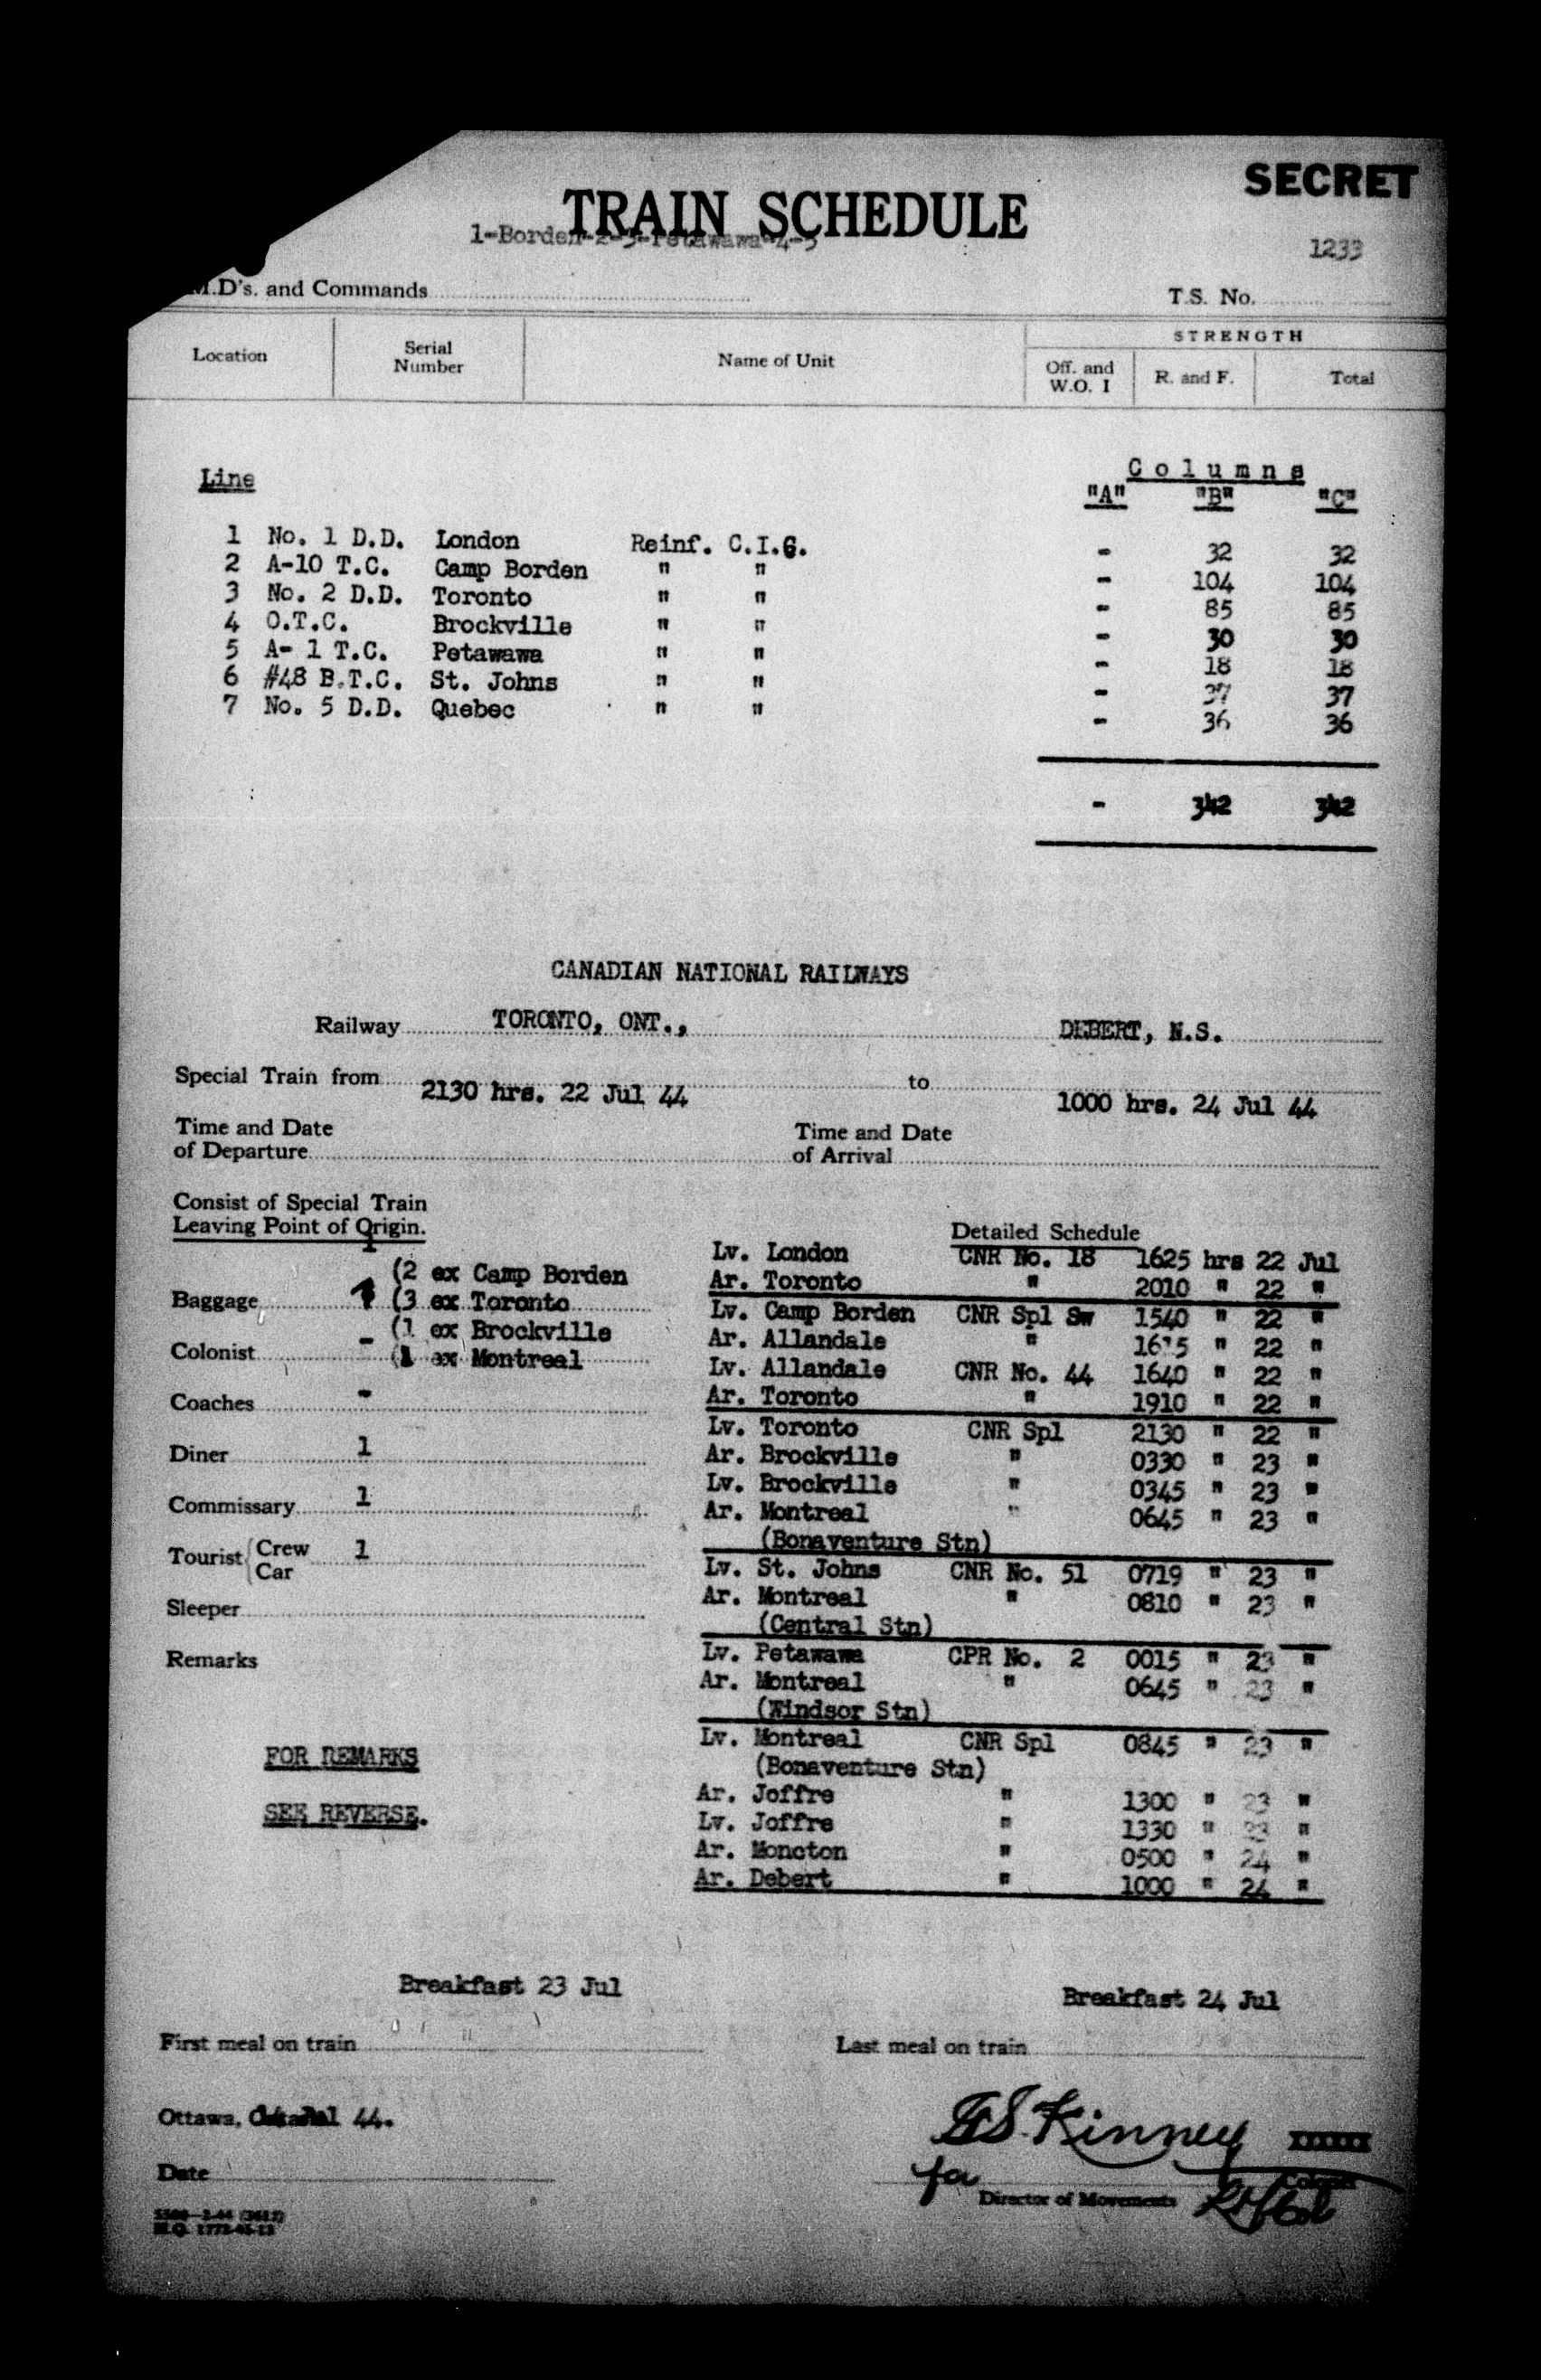 SECRET
TRAIN SCHEDULE
1-Borden-2-3-Petawawa-4-5
1233
M.D's. and Commands
T.S. No.
Location Serial Number Name of Unit STRENGTH
Off. and W.O. I R. and F. Total
Line Columns
"A" "B" "C"
1 No. 1 D.D. London Reinf. C.I.G. - 32 32
2 A-10 T.C. Camp Borden " " - 104 104
3 No. 2 D.D. Toronto " " - 85 85
4 O.T.C. Brockville " " - 30 30
5 A- 1 T.C. Petawawa " " - 18 18
6 #48 B.T.C. St. Johns " " - 37 37
7 No. 5 D.D. Quebec " " - 36 36
- 342 342
CANADIAN NATIONAL RAILWAYS
Railway TORONTO, ONT., DEBERT, N.S.
Special Train from to
2130 hrs. 22 Jul 44 1000 hrs. 24 Jul 44
Time and Date of Departure Time and Date of Arrival
Consist of Special Train
Leaving Point of Origin.
(2 ex Camp Borden
Baggage (3 ex Toronto
(1 ex Brockville
Colonist - (1 ex Montreal
Coaches -
Diner 1
Commissary 1
Tourist (Crew Car 1
Sleeper
Remarks
FOR REMARKS
SEE REVERSE.
Detailed Schedule
Lv. London CNR No. 18 1625 hrs 22 Jul
Ar. Toronto " 2010 " 22 "
Lv. Camp Borden CNR Spl Sw 1540 " 22 "
Ar. Allandale " 22 "
Lv. Allandale CNR No. 44 1640 " 22 "
Ar. Toronto " 1910 " 22 "
Lv. Toronto CNR Spl 2130 " 22 "
Ar. Brockville " 0330 " 23 "
Lv. Brockville " 0345 " 23 "
Ar. Montreal " 0645 " 23 "
(Bonaventure Stn)
Lv. St. Johns CNR No. 51 0719 " 23 "
Ar. Montreal " 0810 " 23 "
(Central Stn)
Lv. Petawawa CPR No. 2 0015 " 23 "
Ar. Montreal " 0645 " 23 "
(Windsor Stn)
Lv. Montreal CNR Spl 0845 " 23 "
(Bonaventure Stn)
Ar. Joffre " 1300 " 23 "
Lv. Joffre " 1330 " 23 "
Ar. Moncton " 0500 " 24 "
Ar. Debert " 1000 " 24 "
Breakfast 23 Jul Breakfast 24 Jul
First meal on train Last meal on train
Ottawa, 44.
Kinney
Date
for
Director of Movements